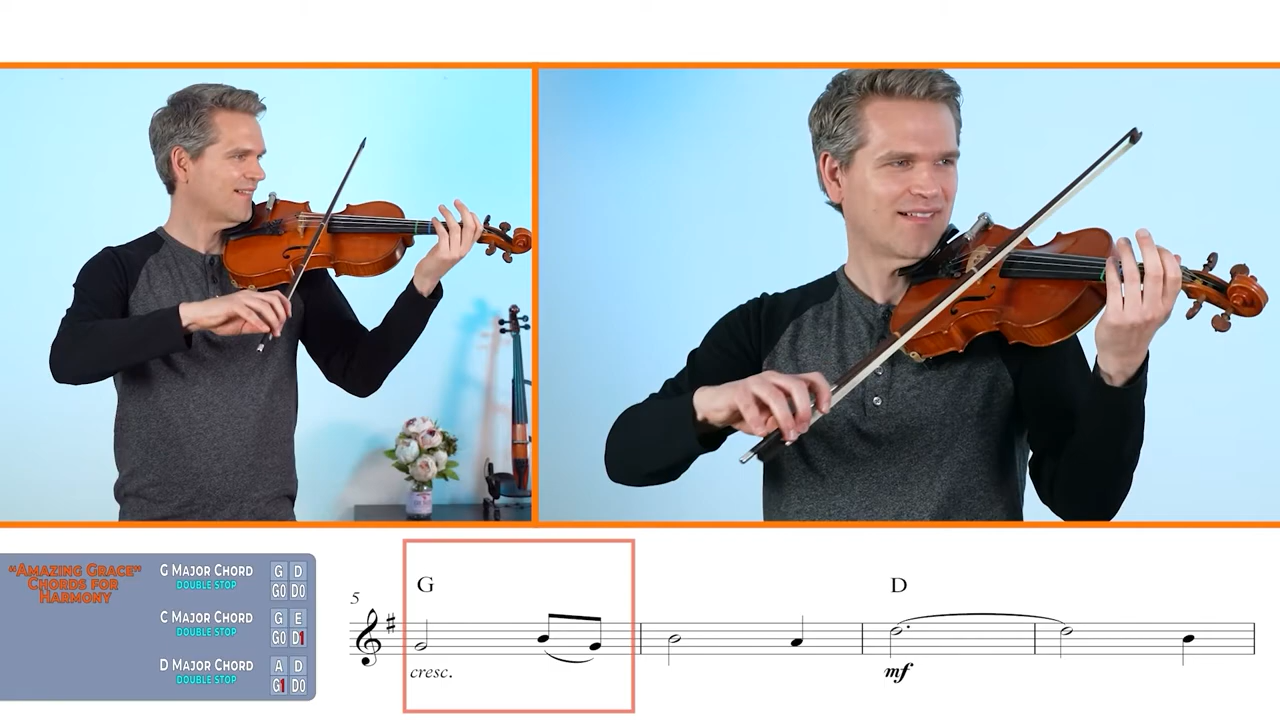 "Amazing Grace"
Chords for
Harmony
G Major Chord
Double Stop
G D
G0 D0
C Major Chord
Double Stop
G E
G0 D1
D Major Chord
Double Stop
A D
G1 D0
5
G
D
cresc.
mf